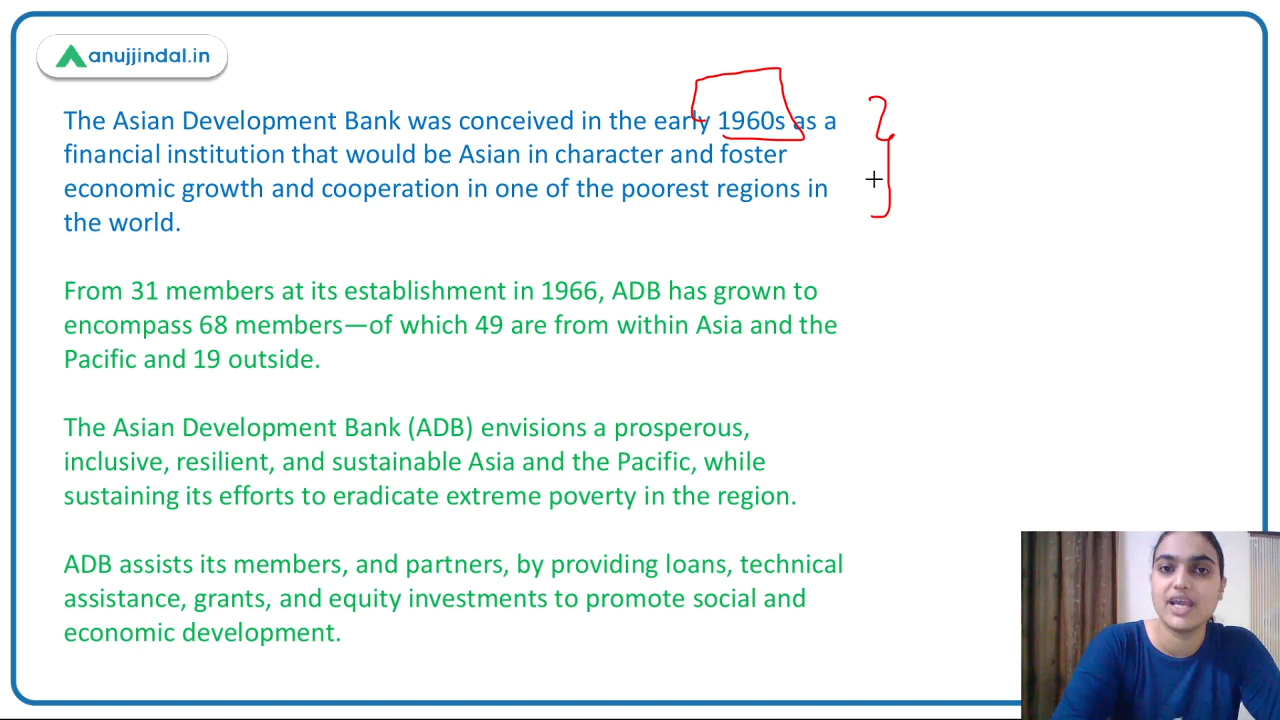 anujjindal.in
The Asian Development Bank was conceived in the early 1960s as a
financial institution that would be Asian in character and foster
economic growth and cooperation in one of the poorest regions in
the world.
From 31 members at its establishment in 1966, ADB has grown to
encompass 68 members—of which 49 are from within Asia and the
Pacific and 19 outside.
The Asian Development Bank (ADB) envisions a prosperous,
inclusive, resilient, and sustainable Asia and the Pacific, while
sustaining its efforts to eradicate extreme poverty in the region.
ADB assists its members, and partners, by providing loans, technical
assistance, grants, and equity investments to promote social and
economic development.